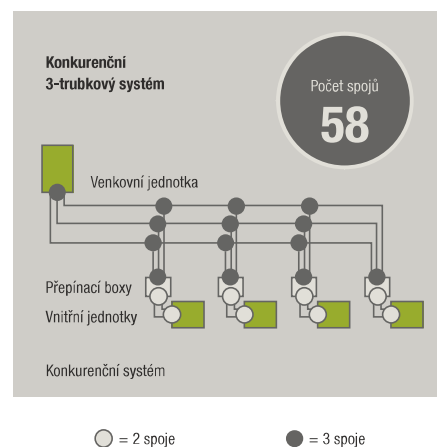 Konkurenční
3-trubkový systém
Počet spojů
58
Venkovní jednotka
Přepínací boxy
Vnitřní jednotky
Konkurenční systém
= 2 spoje
= 3 spoje